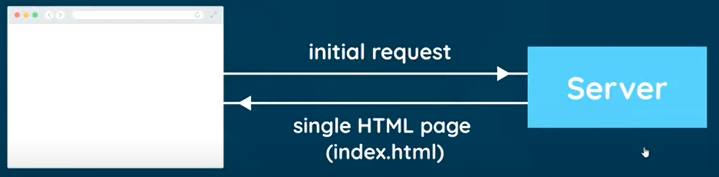 initial request
Server
single HTML page
(index.html)